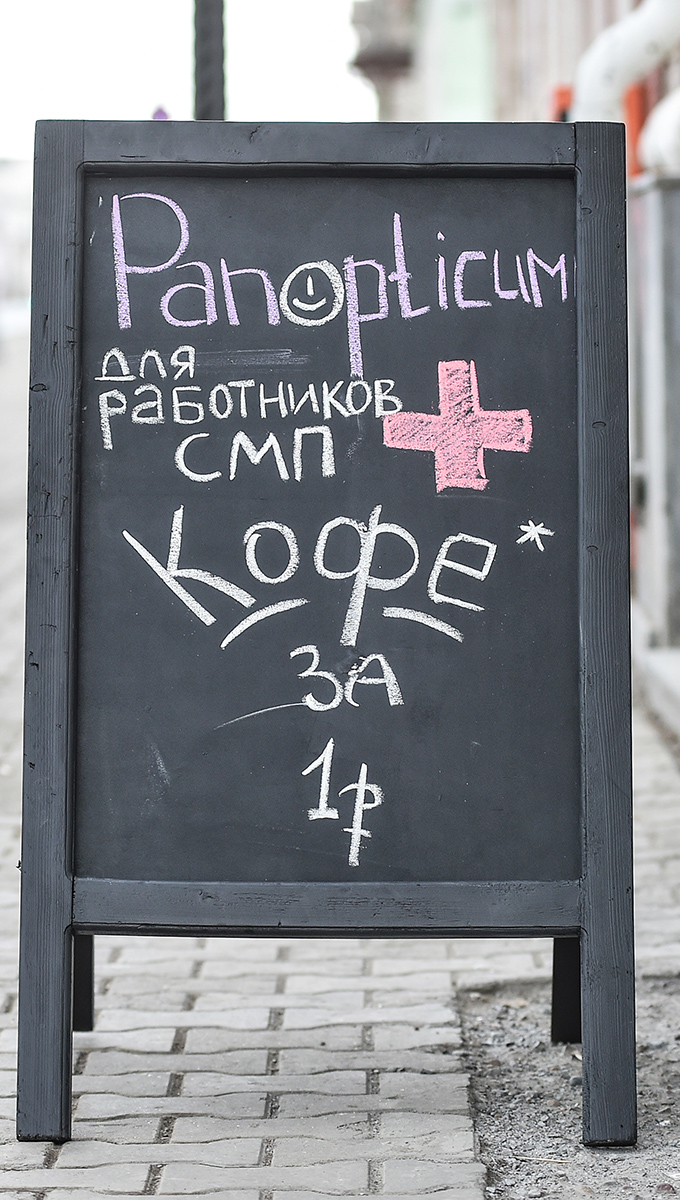 Panopticum
для
работников
СМП
Кофе*
за
1₽